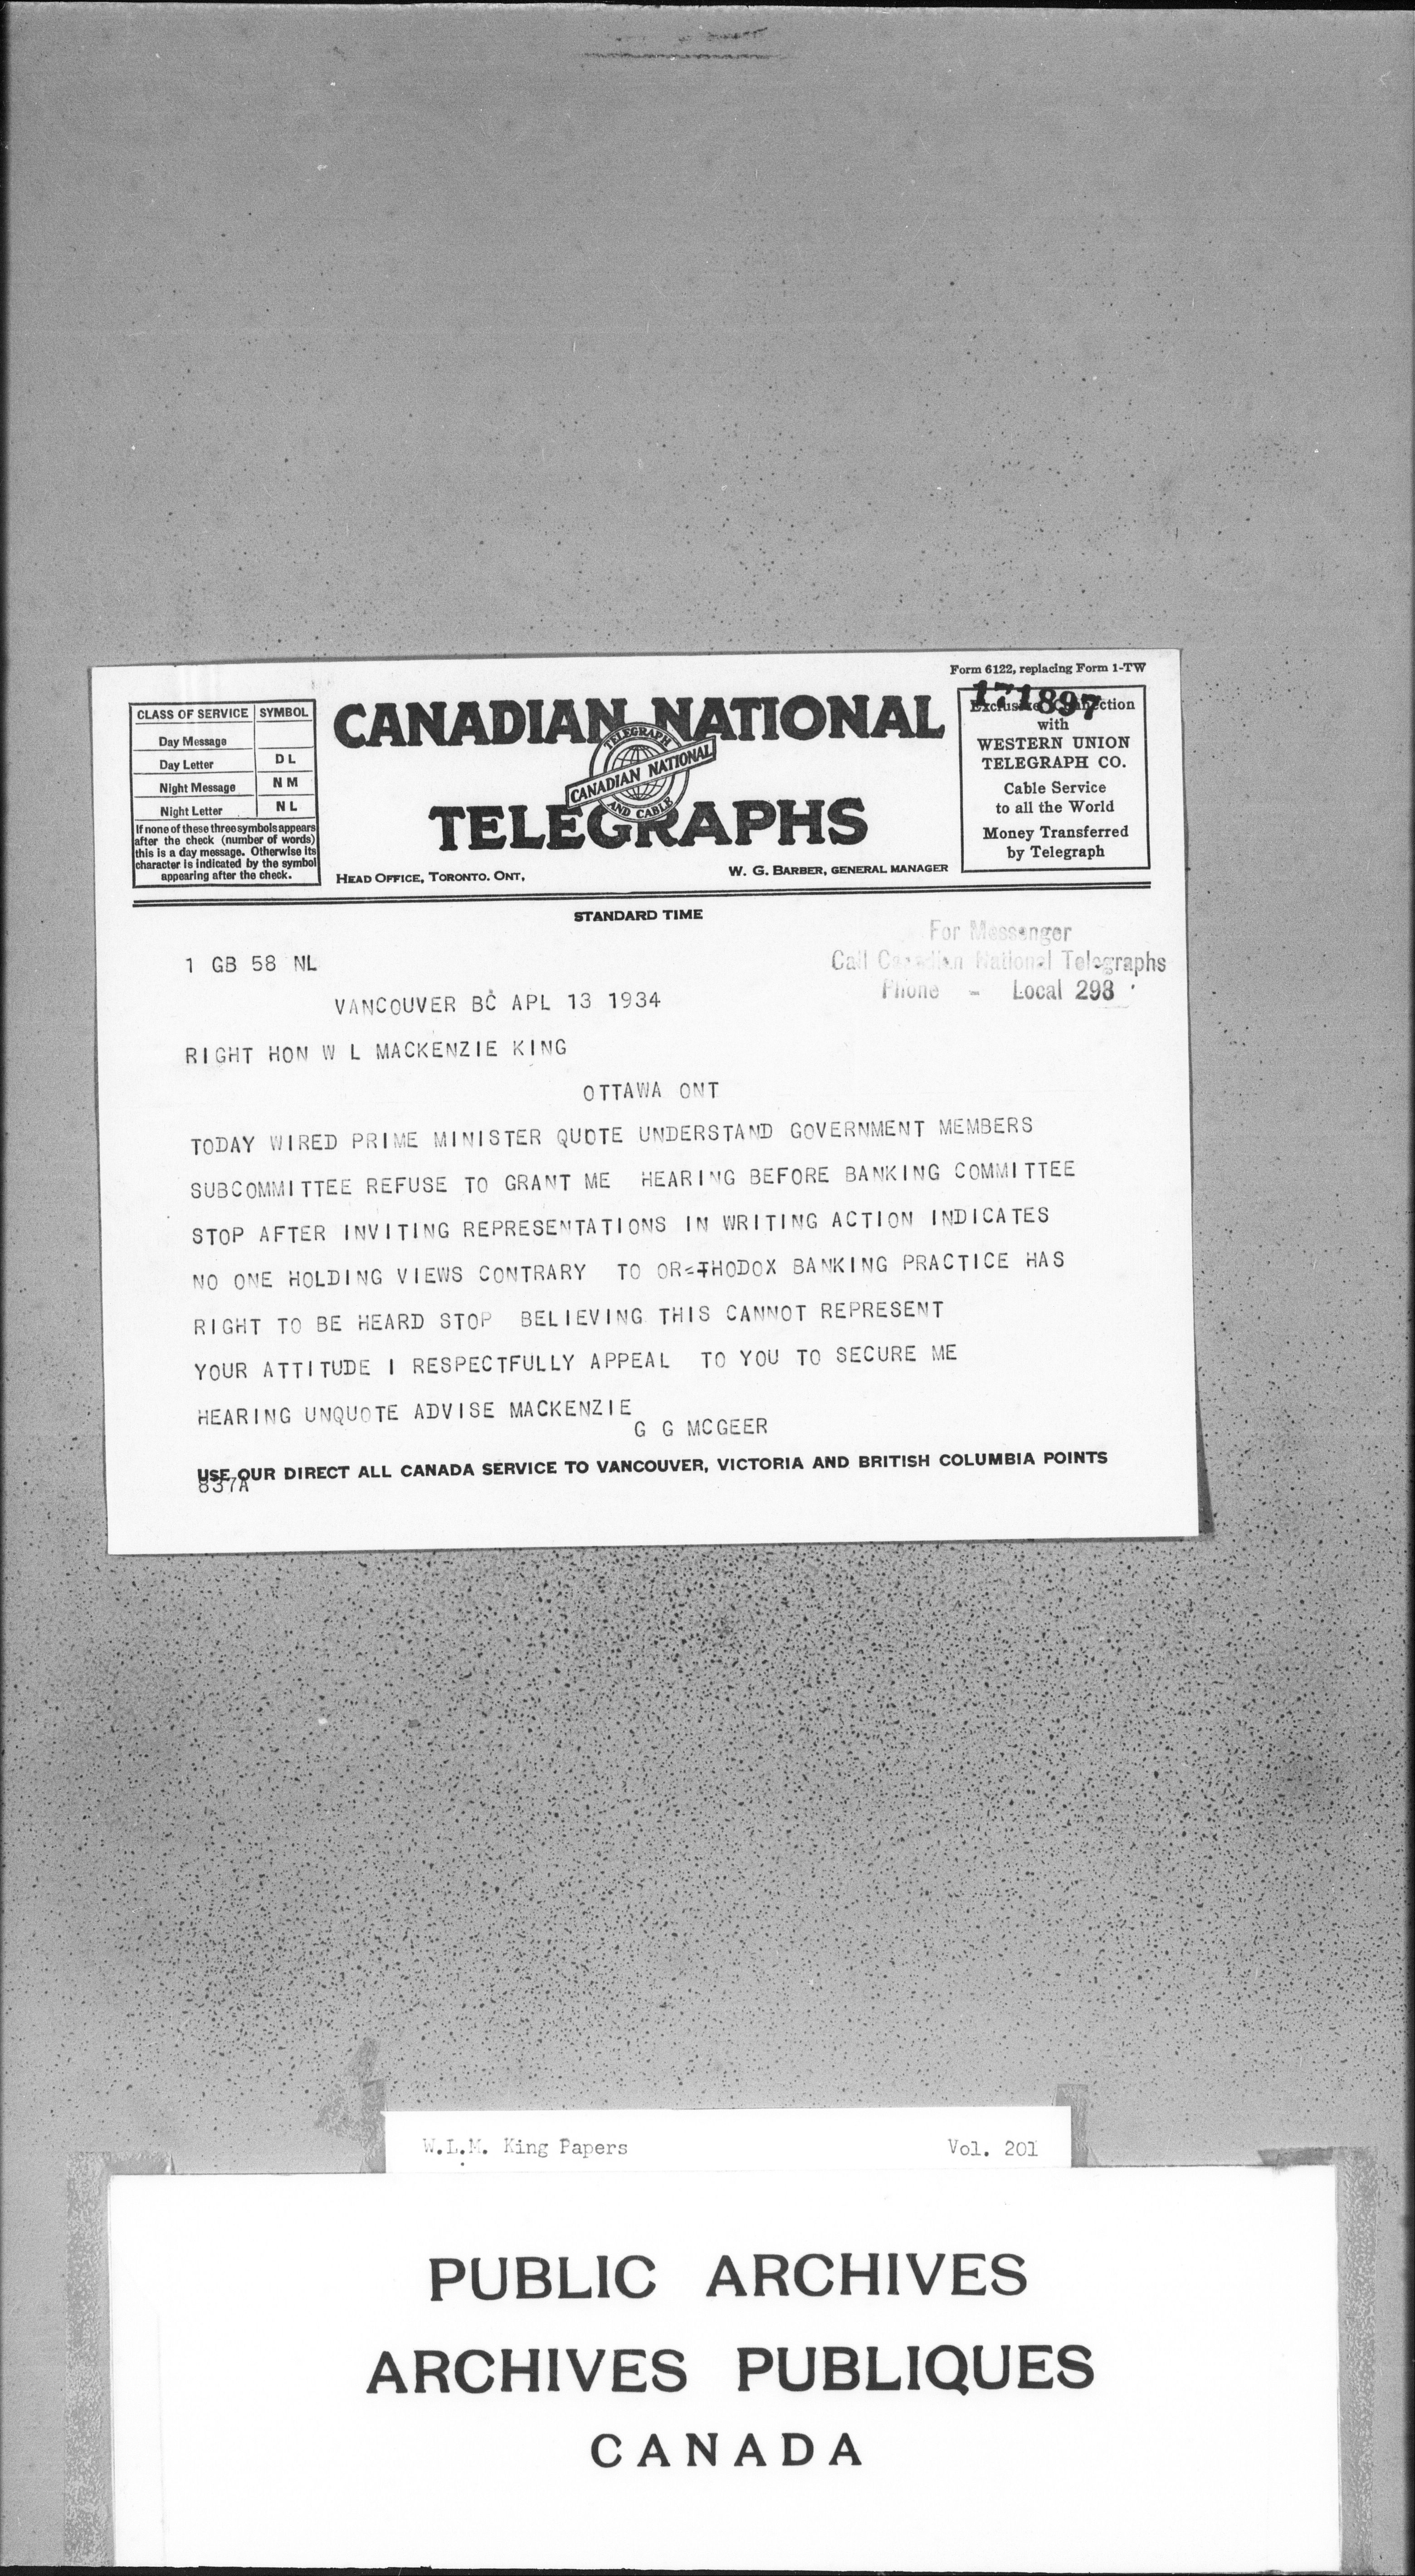 Form 6122, replacing Form 1-TW
171897
CLASS OF SERVICE SYMBOL
Day Message
Day Letter D L
Night Message N M
Night Letter N L
If none of these three symbols appears
after the check (number of words)
this is a day message. Otherwise its
character is indicated by the symbol
appearing after the check.
CANADIAN NATIONAL
TELEGRAPH
CANADIAN NATIONAL
AND CABLE
TELEGRAPHS
HEAD OFFICE, TORONTO. ONT,
W. G. BARBER, GENERAL MANAGER
Exclusive Connection
with
WESTERN UNION
TELEGRAPH CO.
Cable Service
to all the World
Money Transferred
by Telegraph
STANDARD TIME
For Messenger
Call Canadian National Telegraphs
Phone - Local 298
1 GB 58 NL
VANCOUVER BC APL 13 1934
RIGHT HON W L MACKENZIE KING
OTTAWA ONT
TODAY WIRED PRIME MINISTER QUOTE UNDERSTAND GOVERNMENT MEMBERS
SUBCOMMITTEE REFUSE TO GRANT ME HEARING BEFORE BANKING COMMITTEE
STOP AFTER INVITING REPRESENTATIONS IN WRITING ACTION INDICATES
NO ONE HOLDING VIEWS CONTRARY TO OR=THODOX BANKING PRACTICE HAS
RIGHT TO BE HEARD STOP BELIEVING THIS CANNOT REPRESENT
YOUR ATTITUDE I RESPECTFULLY APPEAL TO YOU TO SECURE ME
HEARING UNQUOTE ADVISE MACKENZIE
G G MCGEER
USE OUR DIRECT ALL CANADA SERVICE TO VANCOUVER, VICTORIA AND BRITISH COLUMBIA POINTS
837A
W.L.M. King Papers Vol. 201
PUBLIC ARCHIVES
ARCHIVES PUBLIQUES
CANADA